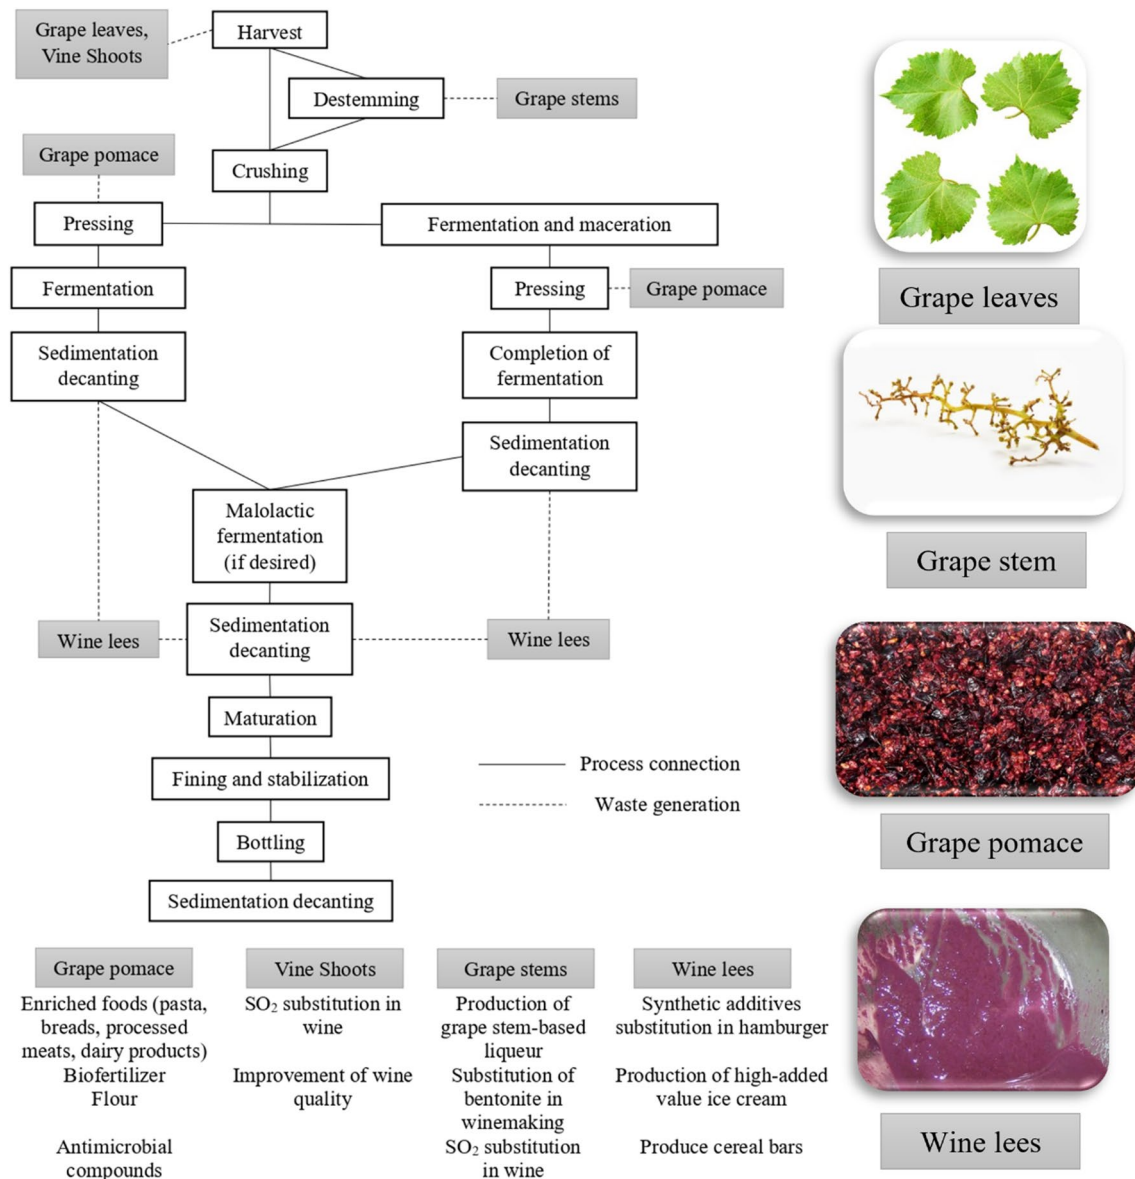 Grape leaves,
Vine Shoots
Harvest
Destemming
Grape stems
Grape pomace
Crushing
Pressing
Fermentation and maceration
Fermentation
Pressing
Grape pomace
Sedimentation
decanting
Completion of
fermentation
Sedimentation
decanting
Malolactic
fermentation
(if desired)
Wine lees
Sedimentation
decanting
Wine lees
Maturation
Fining and stabilization
Bottling
Sedimentation decanting
Process connection
Waste generation
Grape leaves
Grape stem
Grape pomace
Wine lees
Grape pomace
Enriched foods (pasta,
breads, processed
meats, dairy products)
Biofertilizer
Flour
Antimicrobial
compounds
Vine Shoots
SO₂ substitution in
wine
Improvement of wine
quality
Grape stems
Production of
grape stem-based
liqueur
Substitution of
bentonite in
winemaking
SO₂ substitution
in wine
Wine lees
Synthetic additives
substitution in hamburger
Production of high-added
value ice cream
Produce cereal bars